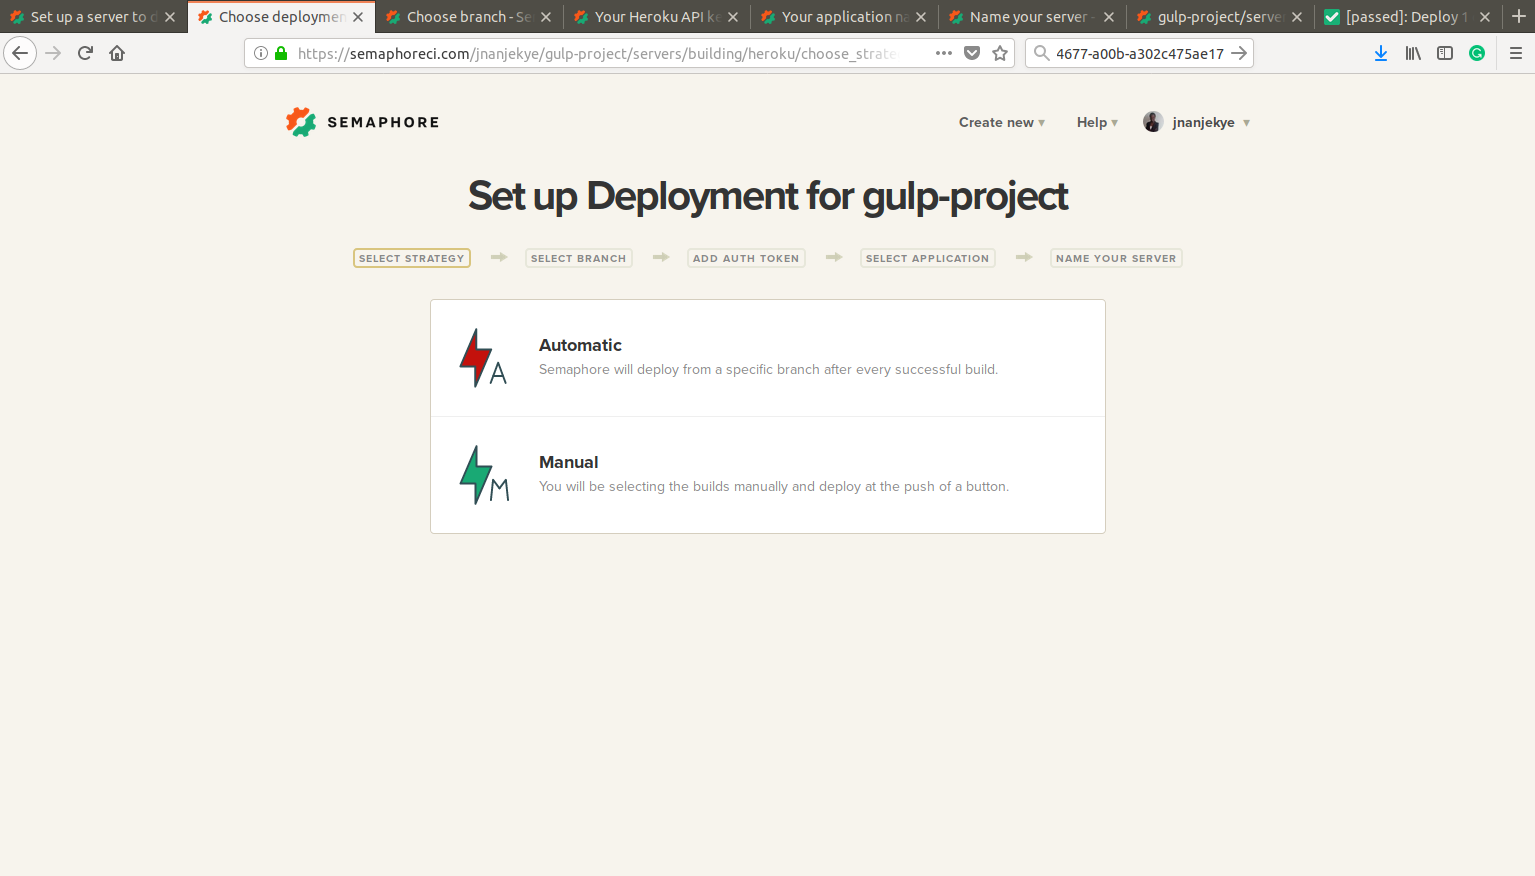 Set up a server to d
Choose deploymen
Choose branch - Se
Your Heroku API ke
Your application na
Name your server -
gulp-project/serve
[passed]: Deploy 1
https://semaphoreci.com/jnanjekye/gulp-project/servers/building/heroku/choose_strate
4677-a00b-a302c475ae17
SEMAPHORE
Create new
Help
jnanjekye
Set up Deployment for gulp-project
SELECT STRATEGY
SELECT BRANCH
ADD AUTH TOKEN
SELECT APPLICATION
NAME YOUR SERVER
A
Automatic
Semaphore will deploy from a specific branch after every successful build.
M
Manual
You will be selecting the builds manually and deploy at the push of a button.